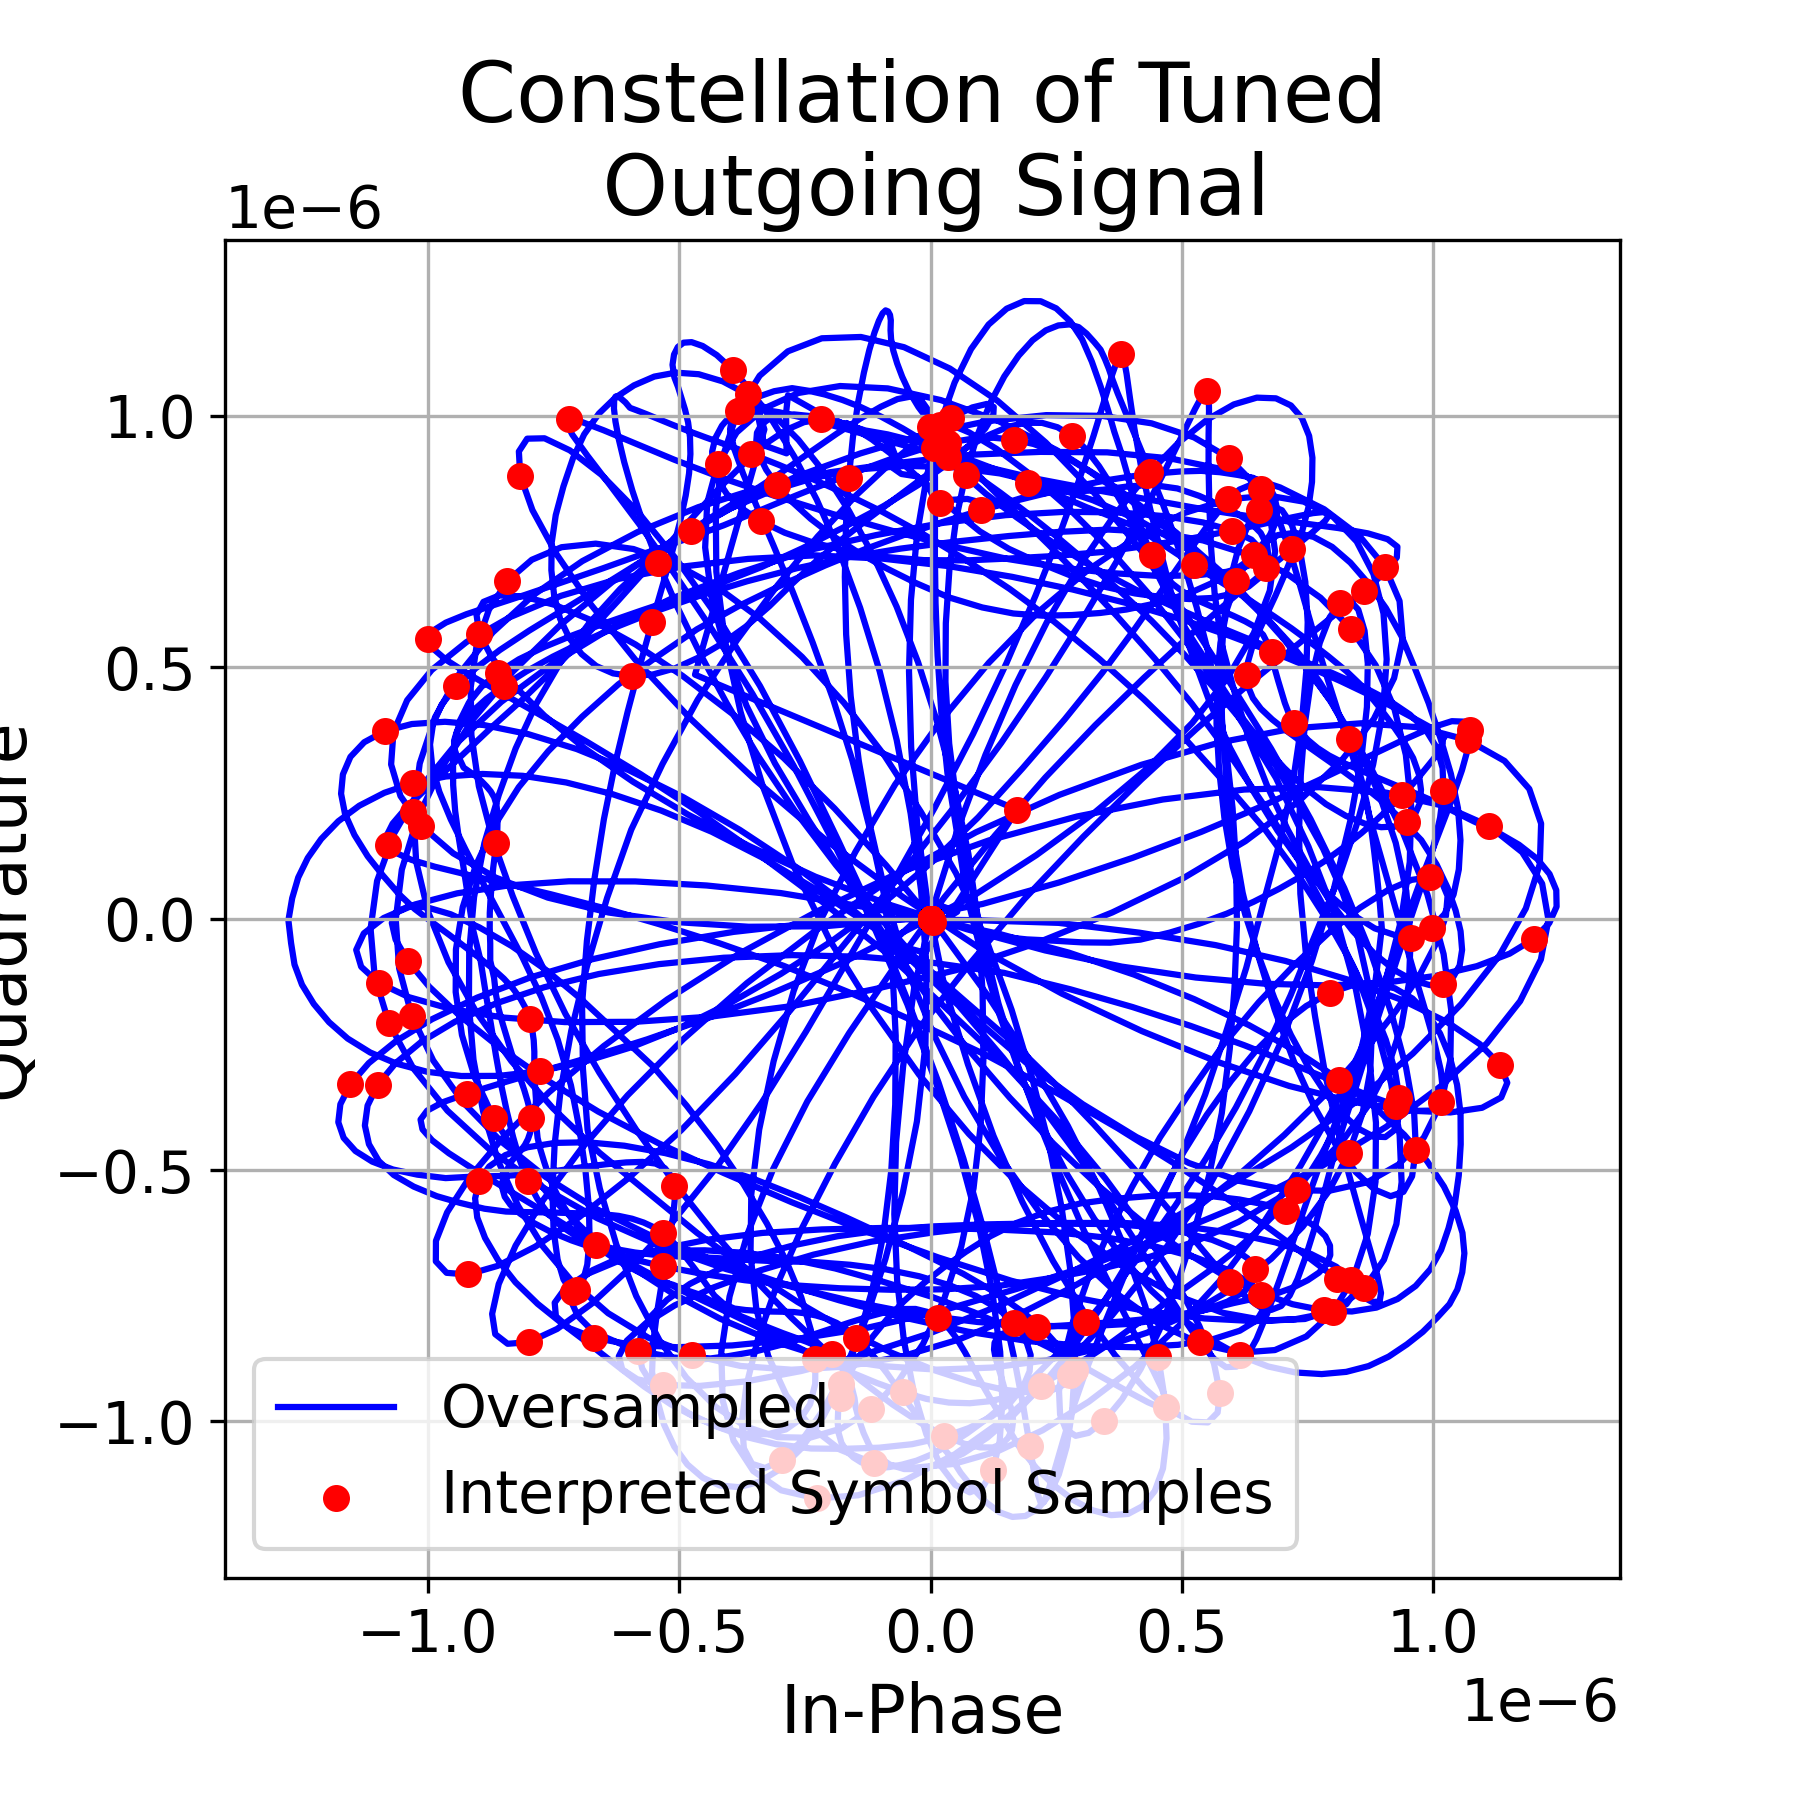 Constellation of Tuned
Outgoing Signal
1e−6
1.0
0.5
0.0
−0.5
−1.0
Quadrature
Oversampled
Interpreted Symbol Samples
−1.0 −0.5 0.0 0.5 1.0
1e−6
In-Phase